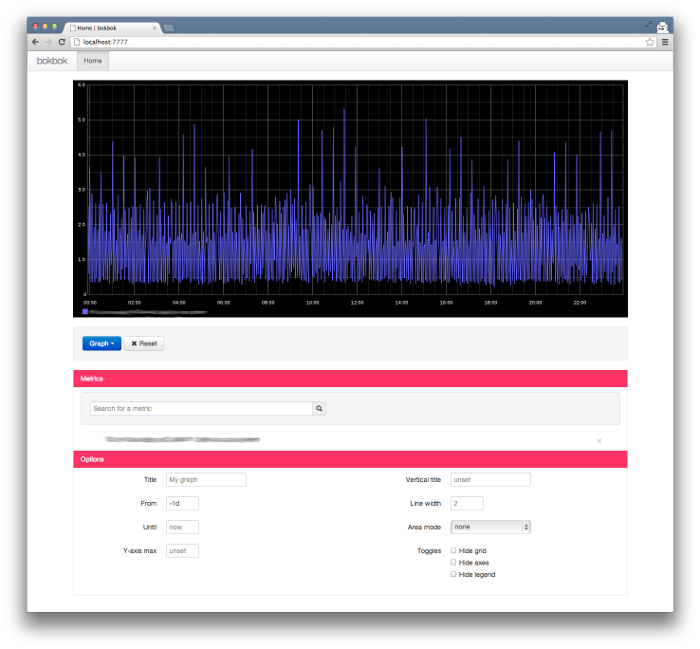 Home | bokbok
localhost:7777
bokbok Home
6.0
5.0
4.0
3.0
2.0
1.0
0
00:00 02:00 04:00 06:00 08:00 10:00 12:00 14:00 16:00 18:00 20:00 22:00
Graph Reset
Metrics
Search for a metric
Options
Title My graph Vertical title unset
From -1d Line width 2
Until now Area mode none
Y-axis max unset Toggles Hide grid
Hide axes
Hide legend